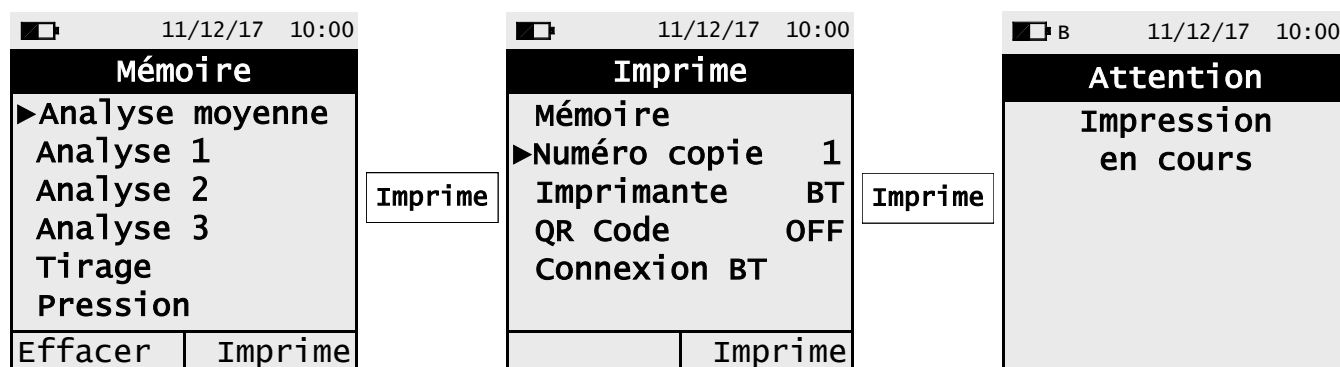 11/12/17 10:00
Mémoire
►Analyse moyenne
Analyse 1
Analyse 2
Analyse 3
Tirage
Pression
Effacer Imprime
Imprime
11/12/17 10:00
Imprime
Mémoire
►Numéro copie 1
Imprimante BT
QR Code OFF
Connexion BT
Imprime
Imprime
B 11/12/17 10:00
Attention
Impression
en cours